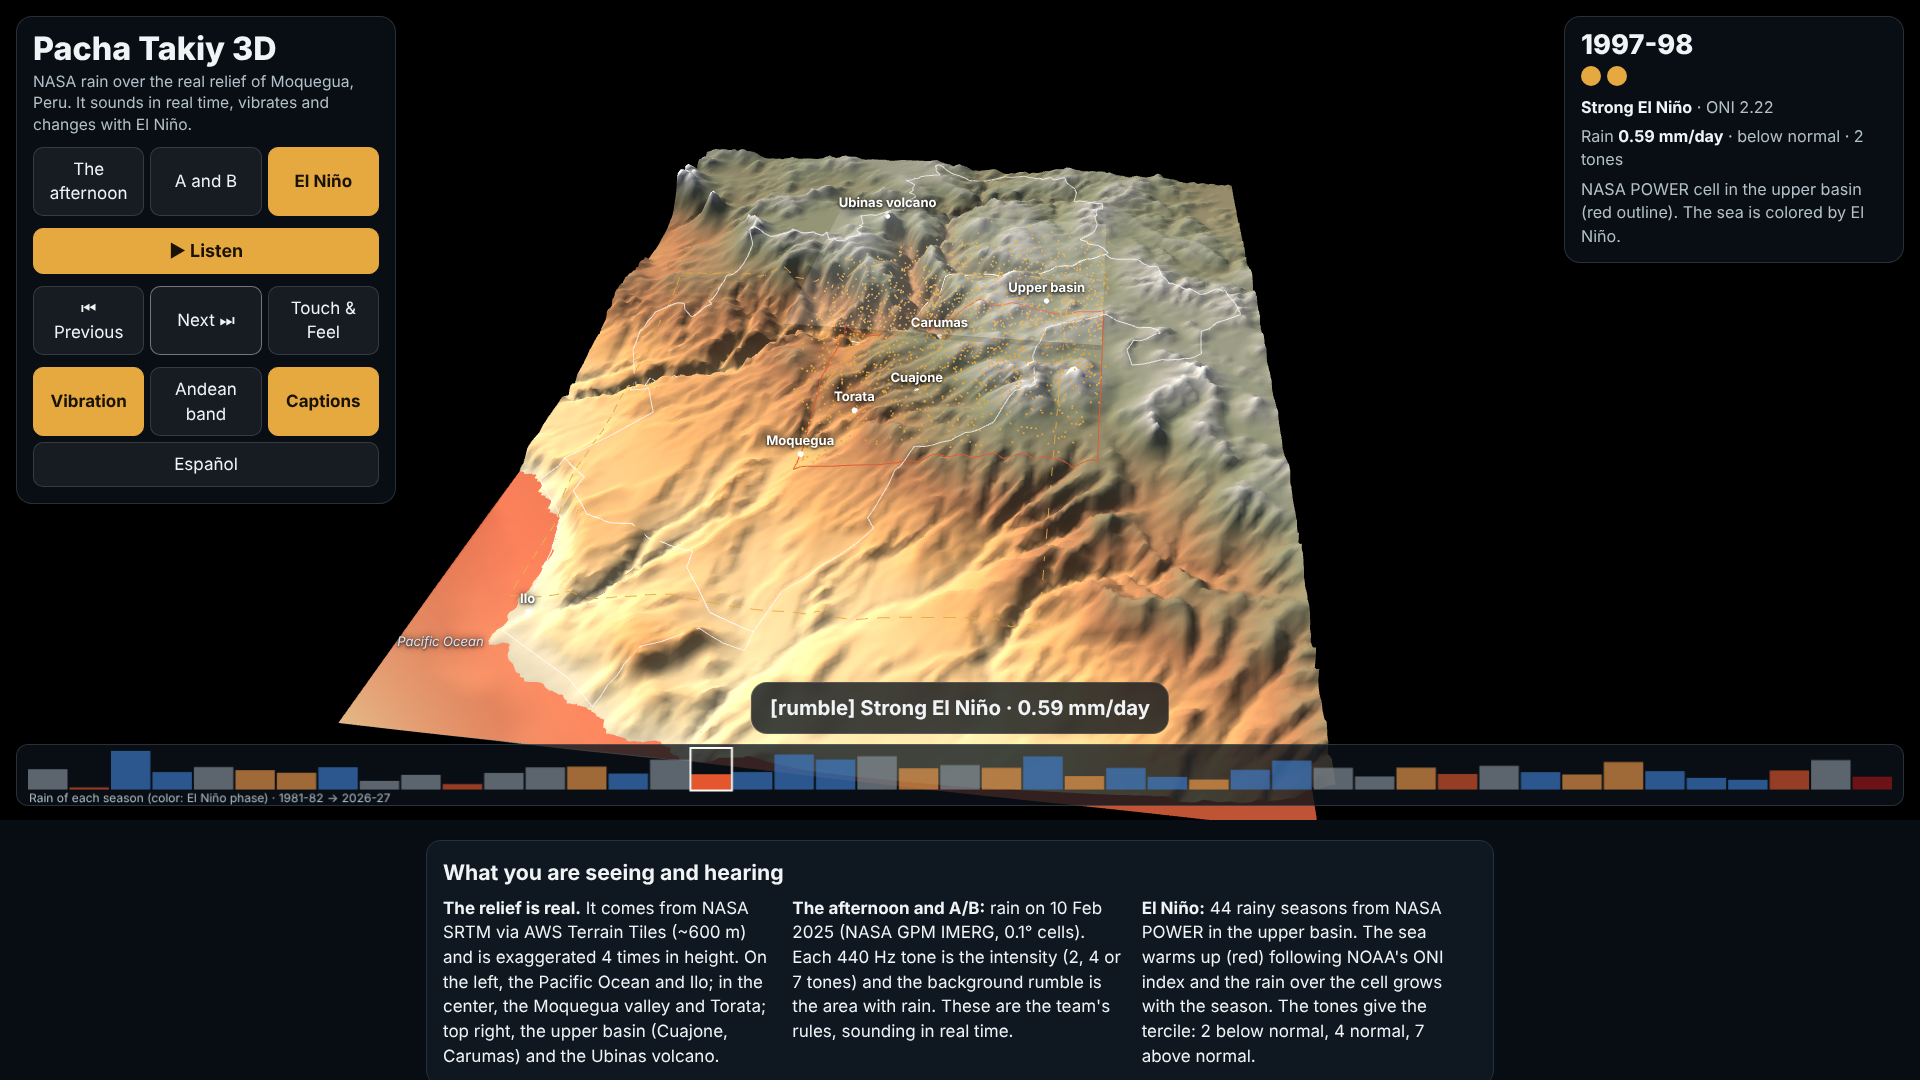 Pacha Takiy 3D
NASA rain over the real relief of Moquegua,
Peru. It sounds in real time, vibrates and
changes with El Niño.
The
afternoon
A and B
El Niño
▶ Listen
⏮
Previous
Next ⏭
Touch &
Feel
Vibration
Andean
band
Captions
Español
1997-98
Strong El Niño · ONI 2.22
Rain 0.59 mm/day · below normal · 2
tones
NASA POWER cell in the upper basin
(red outline). The sea is colored by El
Niño.
Ubinas volcano
Upper basin
Carumas
Cuajone
Torata
Moquegua
Ilo
Pacific Ocean
[rumble] Strong El Niño · 0.59 mm/day
Rain of each season (color: El Niño phase) · 1981-82 → 2026-27
What you are seeing and hearing
The relief is real. It comes from NASA
SRTM via AWS Terrain Tiles (~600 m)
and is exaggerated 4 times in height. On
the left, the Pacific Ocean and Ilo; in the
center, the Moquegua valley and Torata;
top right, the upper basin (Cuajone,
Carumas) and the Ubinas volcano.
The afternoon and A/B: rain on 10 Feb
2025 (NASA GPM IMERG, 0.1° cells).
Each 440 Hz tone is the intensity (2, 4 or
7 tones) and the background rumble is
the area with rain. These are the team's
rules, sounding in real time.
El Niño: 44 rainy seasons from NASA
POWER in the upper basin. The sea
warms up (red) following NOAA's ONI
index and the rain over the cell grows
with the season. The tones give the
tercile: 2 below normal, 4 normal, 7
above normal.